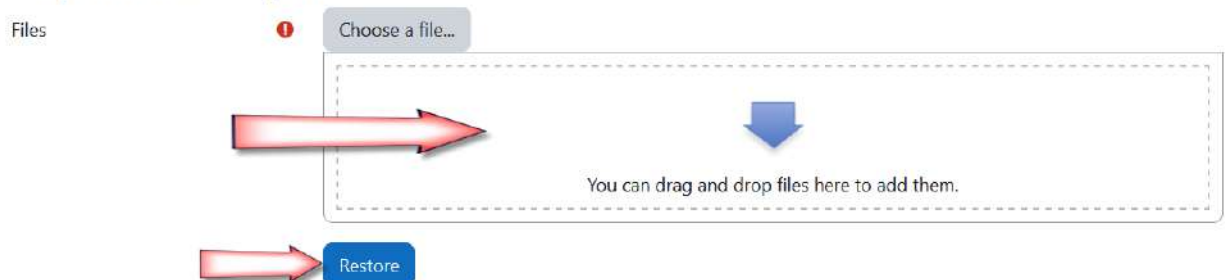 Files
Choose a file...
You can drag and drop files here to add them.
Restore